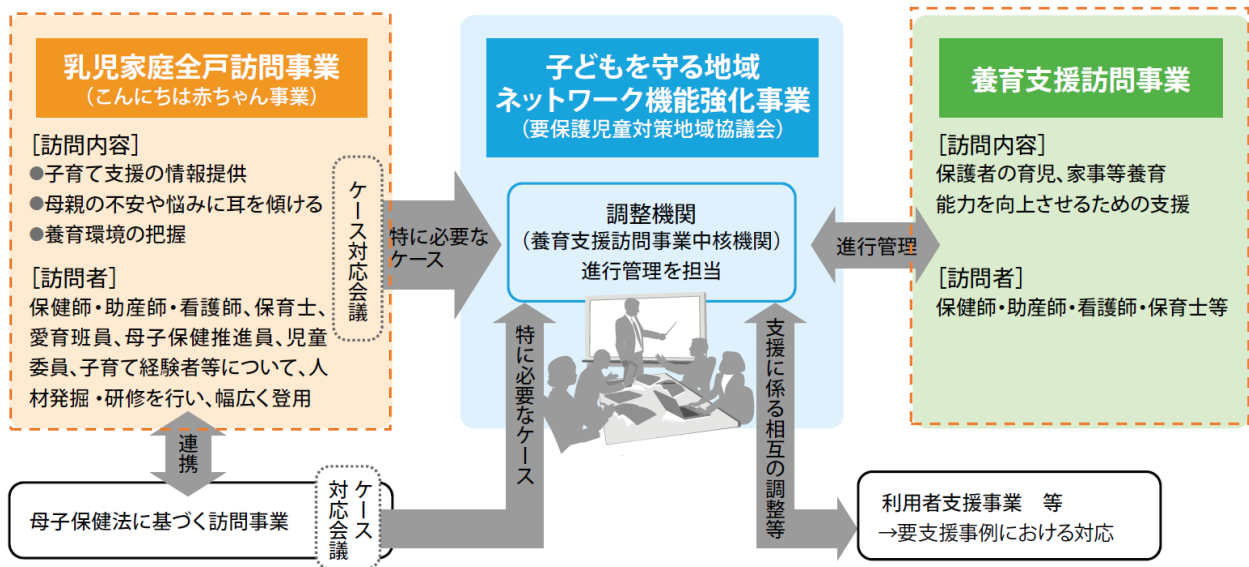 乳児家庭全戸訪問事業
（こんにちは赤ちゃん事業）
［訪問内容］
●子育て支援の情報提供
●母親の不安や悩みに耳を傾ける
●養育環境の把握
［訪問者］
保健師・助産師・看護師、保育士、
愛育班員、母子保健推進員、児童
委員、子育て経験者等について、人
材発掘・研修を行い、幅広く登用
ケース対応会議
特に必要な
ケース
子どもを守る地域
ネットワーク機能強化事業
（要保護児童対策地域協議会）
調整機関
（養育支援訪問事業中核機関）
進行管理を担当
進行管理
養育支援訪問事業
［訪問内容］
保護者の育児、家事等養育
能力を向上させるための支援
［訪問者］
保健師・助産師・看護師・保育士等
連携
母子保健法に基づく訪問事業
ケース
対応会議
特に必要なケース
支援に係る相互の調整等
利用者支援事業　等
→要支援事例における対応